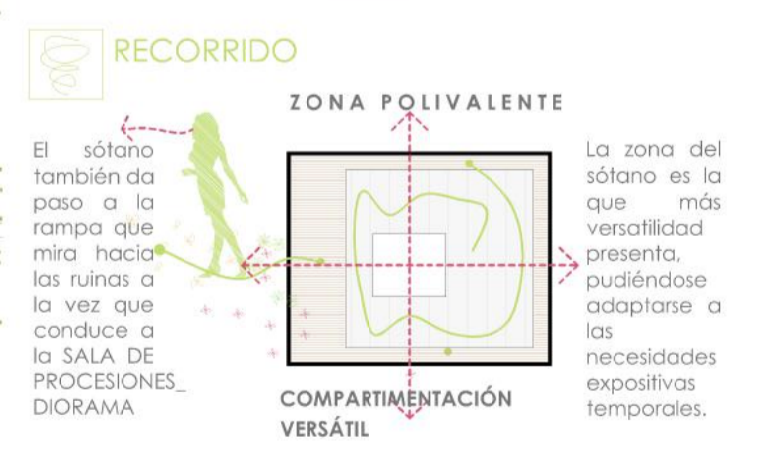 RECORRIDO
ZONA POLIVALENTE
El sótano
también da
paso a la
rampa que
mira hacia
las ruinas a
la vez que
conduce a
la SALA DE
PROCESIONES_
DIORAMA
La zona del
sótano es la
que más
versatilidad
presenta,
pudiéndose
adaptarse a
las
necesidades
expositivas
temporales.
COMPARTIMENTACIÓN
VERSÁTIL